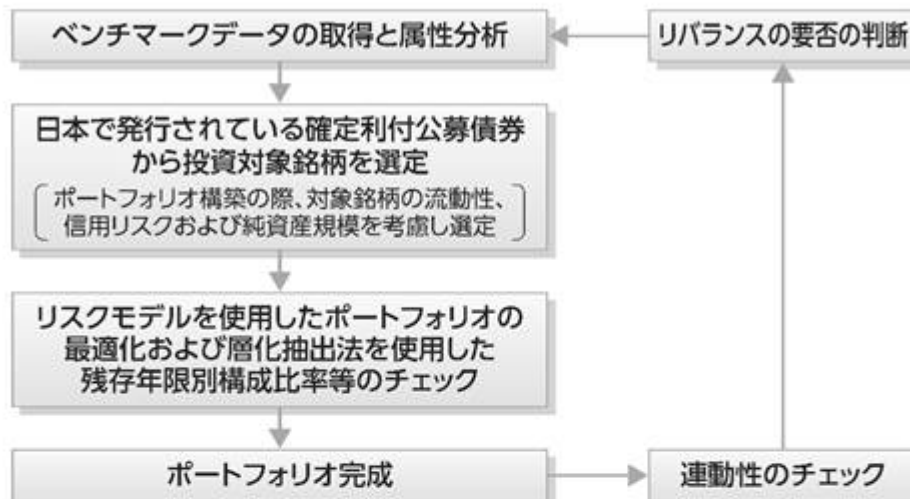 ベンチマークデータの取得と属性分析
リバランスの要否の判断
日本で発行されている確定利付公募債券
から投資対象銘柄を選定
ポートフォリオ構築の際、対象銘柄の流動性、
信用リスクおよび純資産規模を考慮し選定
リスクモデルを使用したポートフォリオの
最適化および層化抽出法を使用した
残存年限別構成比率等のチェック
ポートフォリオ完成
連動性のチェック